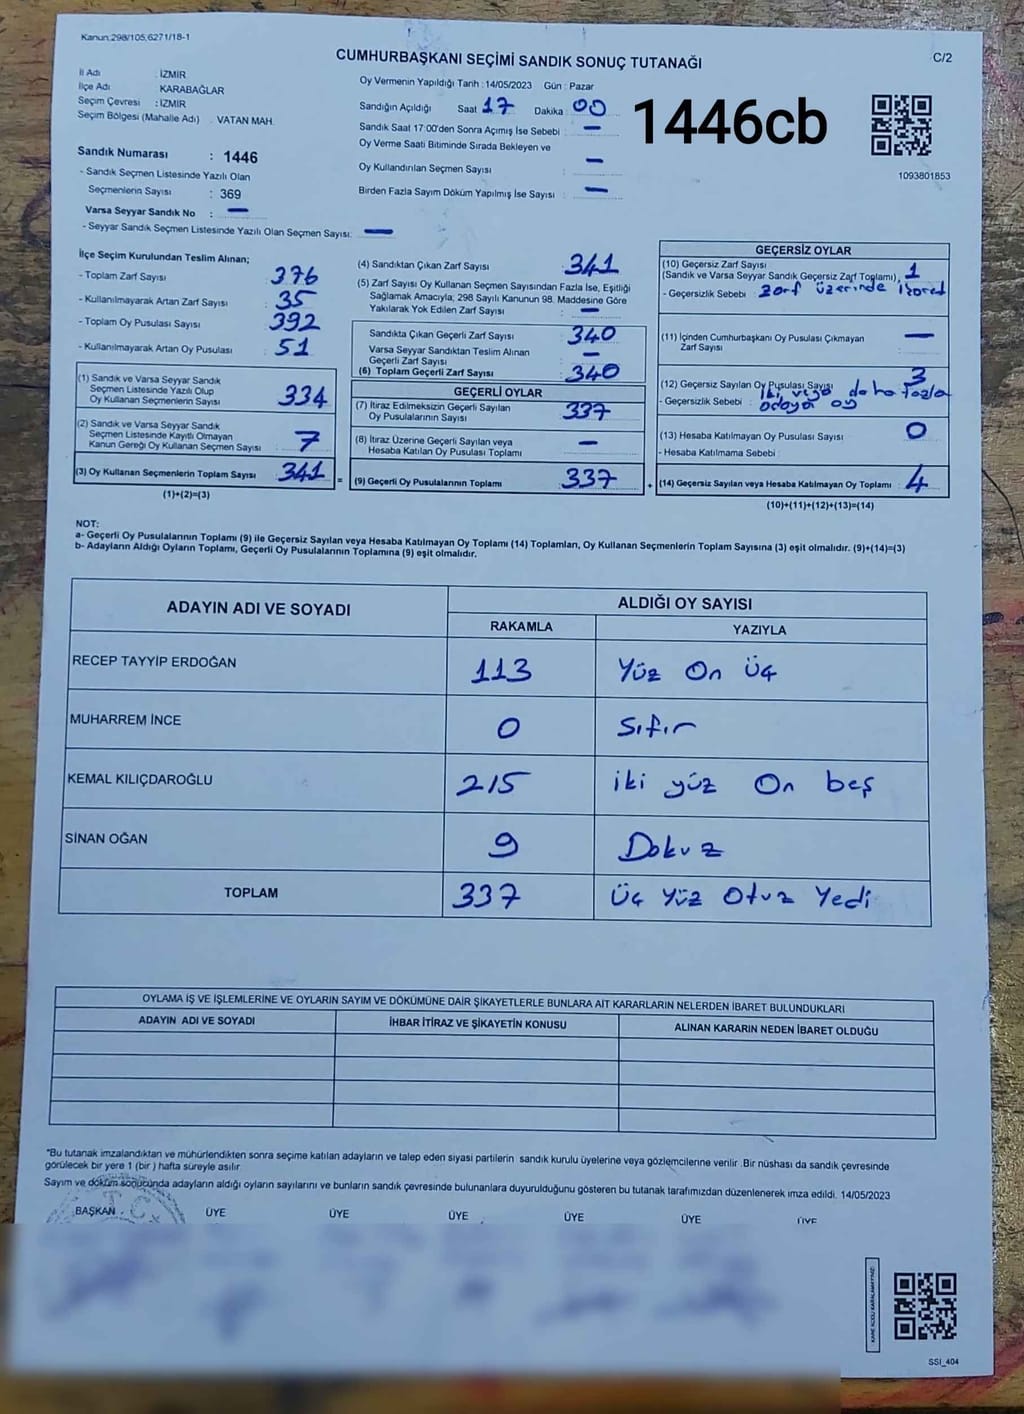 Kanun:298/105,6271/18-1
CUMHURBAŞKANI SEÇİMİ SANDIK SONUÇ TUTANAĞI
C/2
İl Adı : İZMİR
İlçe Adı KARABAĞLAR
Seçim Çevresi : İZMİR
Seçim Bölgesi (Mahalle Adı) . VATAN MAH.
Sandık Numarası : 1446
- Sandık Seçmen Listesinde Yazılı Olan
Seçmenlerin Sayısı : 369
Varsa Seyyar Sandık No : —
- Seyyar Sandık Seçmen Listesinde Yazılı Olan Seçmen Sayısı: —
Oy Vermenin Yapıldığı Tarih : 14/05/2023 Gün : Pazar
Sandığın Açıldığı Saat 17 Dakika 00
Sandık Saat 17:00'den Sonra Açımış İse Sebebi : —
Oy Verme Saati Bitiminde Sırada Bekleyen ve
Oy Kullandırılan Seçmen Sayısı : —
Birden Fazla Sayım Döküm Yapılmış İse Sayısı : —
1446cb
1093801853
İlçe Seçim Kurulundan Teslim Alınan;
- Toplam Zarf Sayısı : 376
- Kullanılmayarak Artan Zarf Sayısı : 35
- Toplam Oy Pusulası Sayısı : 392
- Kullanılmayarak Artan Oy Pusulası : 51
(1) Sandık ve Varsa Seyyar Sandık
Seçmen Listesinde Yazılı Olup
Oy Kullanan Seçmenlerin Sayısı : 334
(2) Sandık ve Varsa Seyyar Sandık
Seçmen Listesinde Kayıtlı Olmayan
Kanun Gereği Oy Kullanan Seçmen Sayısı : 7
(3) Oy Kullanan Seçmenlerin Toplam Sayısı : 341
(1)+(2)=(3)
(4) Sandıktan Çıkan Zarf Sayısı : 341
(5) Zarf Sayısı Oy Kullanan Seçmen Sayısından Fazla İse, Eşitliği
Sağlamak Amacıyla; 298 Sayılı Kanunun 98. Maddesine Göre
Yakılarak Yok Edilen Zarf Sayısı : —
Sandıkta Çıkan Geçerli Zarf Sayısı : 340
Varsa Seyyar Sandıktan Teslim Alınan
Geçerli Zarf Sayısı : —
(6) Toplam Geçerli Zarf Sayısı : 340
GEÇERLİ OYLAR
(7) İtiraz Edilmeksizin Geçerli Sayılan
Oy Pusulalarının Sayısı : 337
(8) İtiraz Üzerine Geçerli Sayılan veya
Hesaba Katılan Oy Pusulası Toplamı : —
= (9) Geçerli Oy Pusulalarının Toplamı : 337
GEÇERSİZ OYLAR
(10) Geçersiz Zarf Sayısı
(Sandık ve Varsa Seyyar Sandık Geçersiz Zarf Toplamı) : 1
- Geçersizlik Sebebi : Zarf üzerinde işaret
(11) İçinden Cumhurbaşkanı Oy Pusulası Çıkmayan
Zarf Sayısı : —
(12) Geçersiz Sayılan Oy Pusulası Sayısı 3
- Geçersizlik Sebebi : İki veya daha fazla
adaya oy
(13) Hesaba Katılmayan Oy Pusulası Sayısı 0
- Hesaba Katılmama Sebebi :
+ (14) Geçersiz Sayılan veya Hesaba Katılmayan Oy Toplamı : 4
(10)+(11)+(12)+(13)=(14)
NOT:
a- Geçerli Oy Pusulalarının Toplamı (9) ile Geçersiz Sayılan veya Hesaba Katılmayan Oy Toplamı (14) Toplamları, Oy Kullanan Seçmenlerin Toplam Sayısına (3) eşit olmalıdır. (9)+(14)=(3)
b- Adayların Aldığı Oyların Toplamı, Geçerli Oy Pusulalarının Toplamına (9) eşit olmalıdır.
ADAYIN ADI VE SOYADI
ALDIĞI OY SAYISI
RAKAMLA YAZIYLA
RECEP TAYYİP ERDOĞAN 113 Yüz On Üç
MUHARREM İNCE 0 Sıfır
KEMAL KILIÇDAROĞLU 215 iki yüz On beş
SİNAN OĞAN 9 Dokuz
TOPLAM 337 Üç Yüz Otuz Yedi
OYLAMA İŞ VE İŞLEMLERİNE VE OYLARIN SAYIM VE DÖKÜMÜNE DAİR ŞİKAYETLERLE BUNLARA AİT KARARLARIN NELERDEN İBARET BULUNDUKLARI
ADAYIN ADI VE SOYADI İHBAR İTİRAZ VE ŞİKAYETİN KONUSU ALINAN KARARIN NEDEN İBARET OLDUĞU
*Bu tutanak imzalandıktan ve mühürlendikten sonra seçime katılan adayların ve talep eden siyasi partilerin sandık kurulu üyelerine veya gözlemcilerine verilir. Bir nüshası da sandık çevresinde
görülecek bir yere 1 (bir ) hafta süreyle asılır.
Sayım ve döküm sonucunda adayların aldığı oyların sayılarını ve bunların sandık çevresinde bulunanlara duyurulduğunu gösteren bu tutanak tarafımızdan düzenlenerek imza edildi. 14/05/2023
BAŞKAN ÜYE ÜYE ÜYE ÜYE ÜYE ÜYE
T.C.
SSI_404